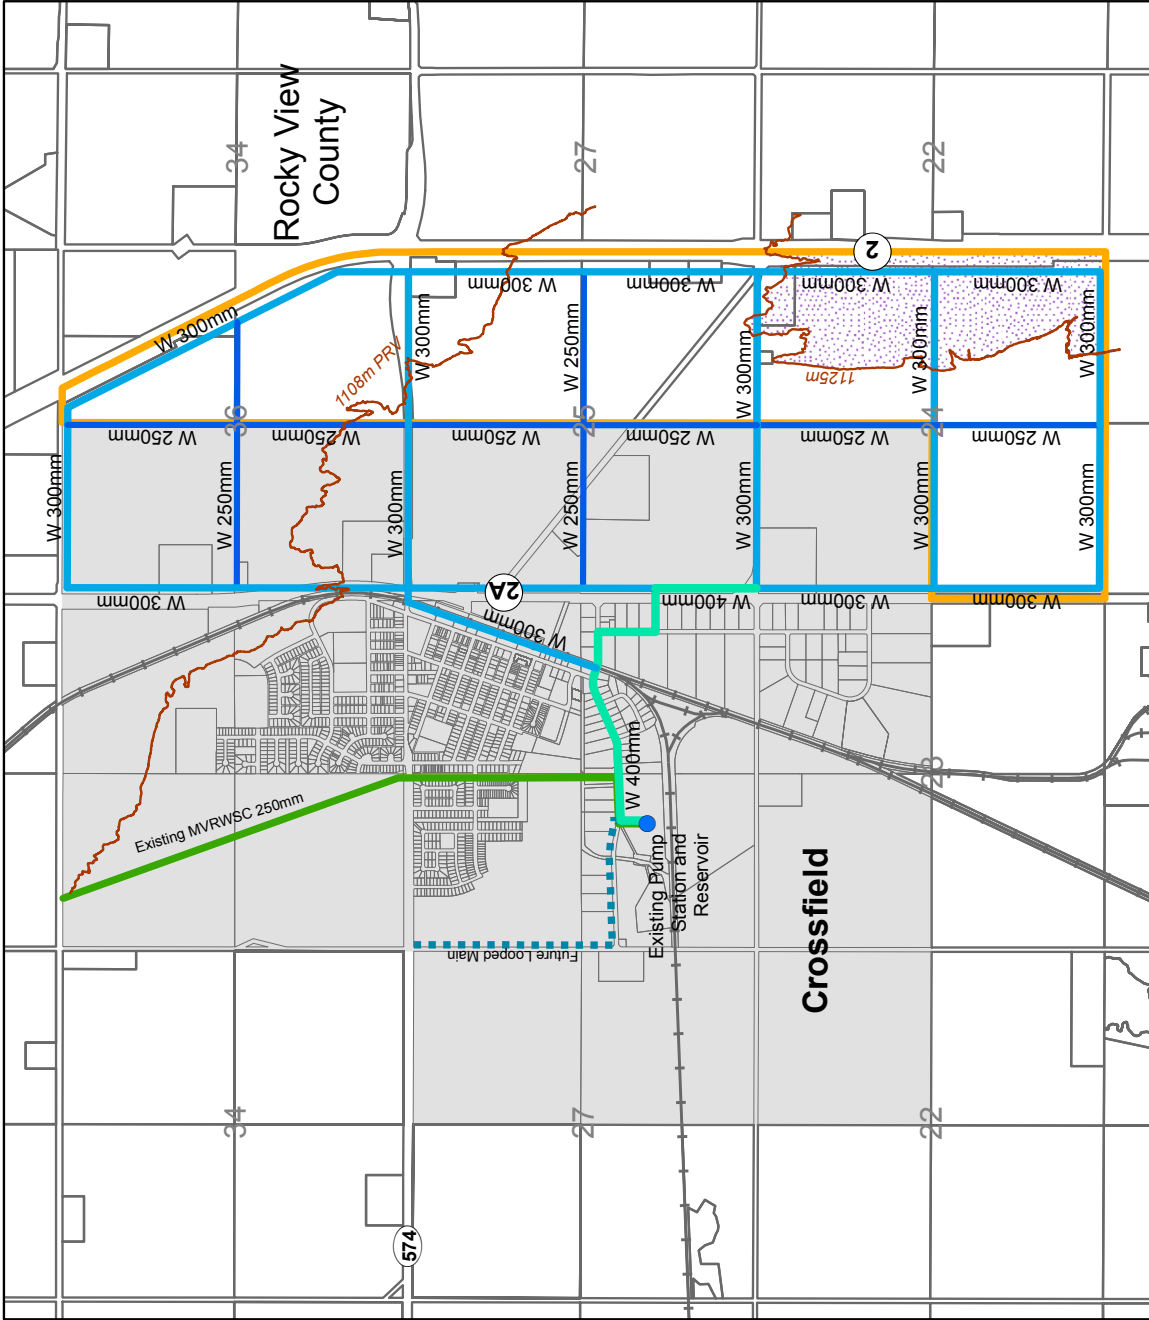 34
Rocky View
County
27
22
2
W 300mm
W 300mm
W 300mm
W 300mm
W 300mm
1108m PRV
W 300mm
W 250mm
W 300mm
W 300mm
W 300mm
1125m
36
25
24
W 250mm
W 250mm
W 250mm
W 250mm
W 250mm
W 250mm
W 300mm
W 250mm
W 300mm
W 250mm
W 300mm
W 300mm
W 300mm
2A
W 300mm
W 300mm
W 400mm
W 300mm
W 300mm
W 400mm
23
Existing MVRWSC 250mm
Existing Pump
Station and
Reservoir
Future Looped Main
Crossfield
34
27
22
574